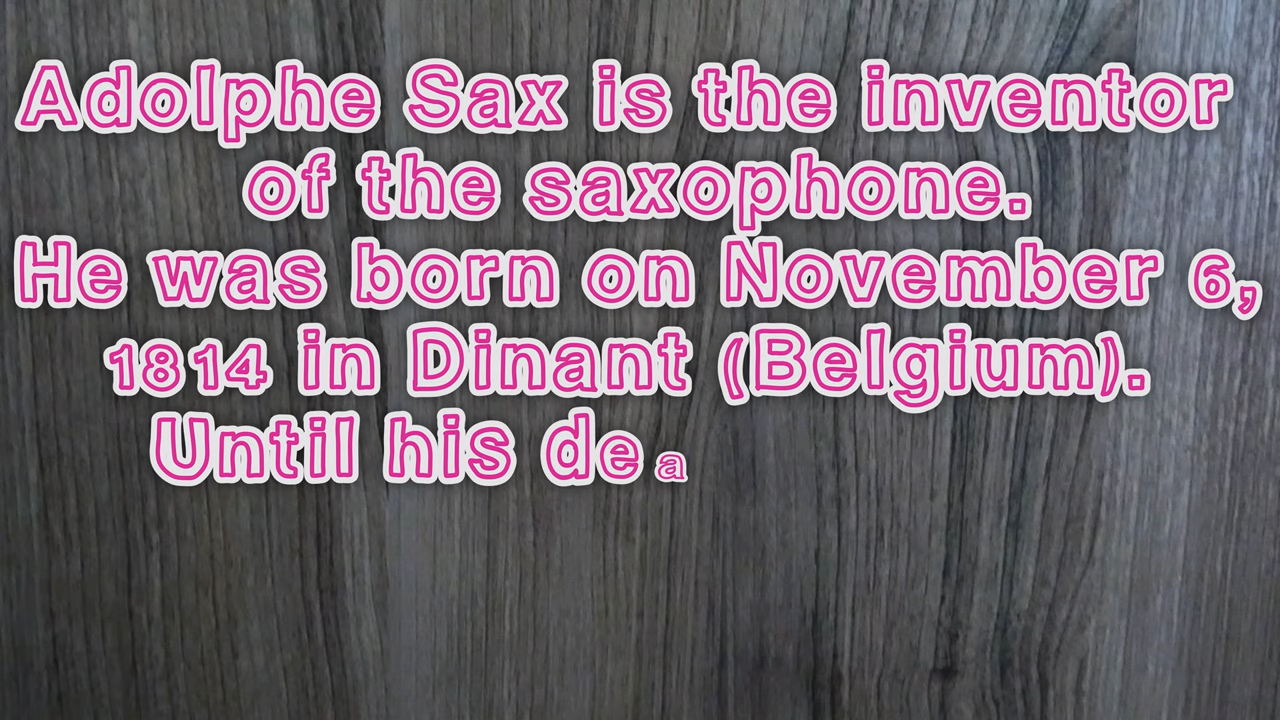 Adolphe Sax is the inventor
of the saxophone.
He was born on November 6,
1814 in Dinant (Belgium).
Until his dea